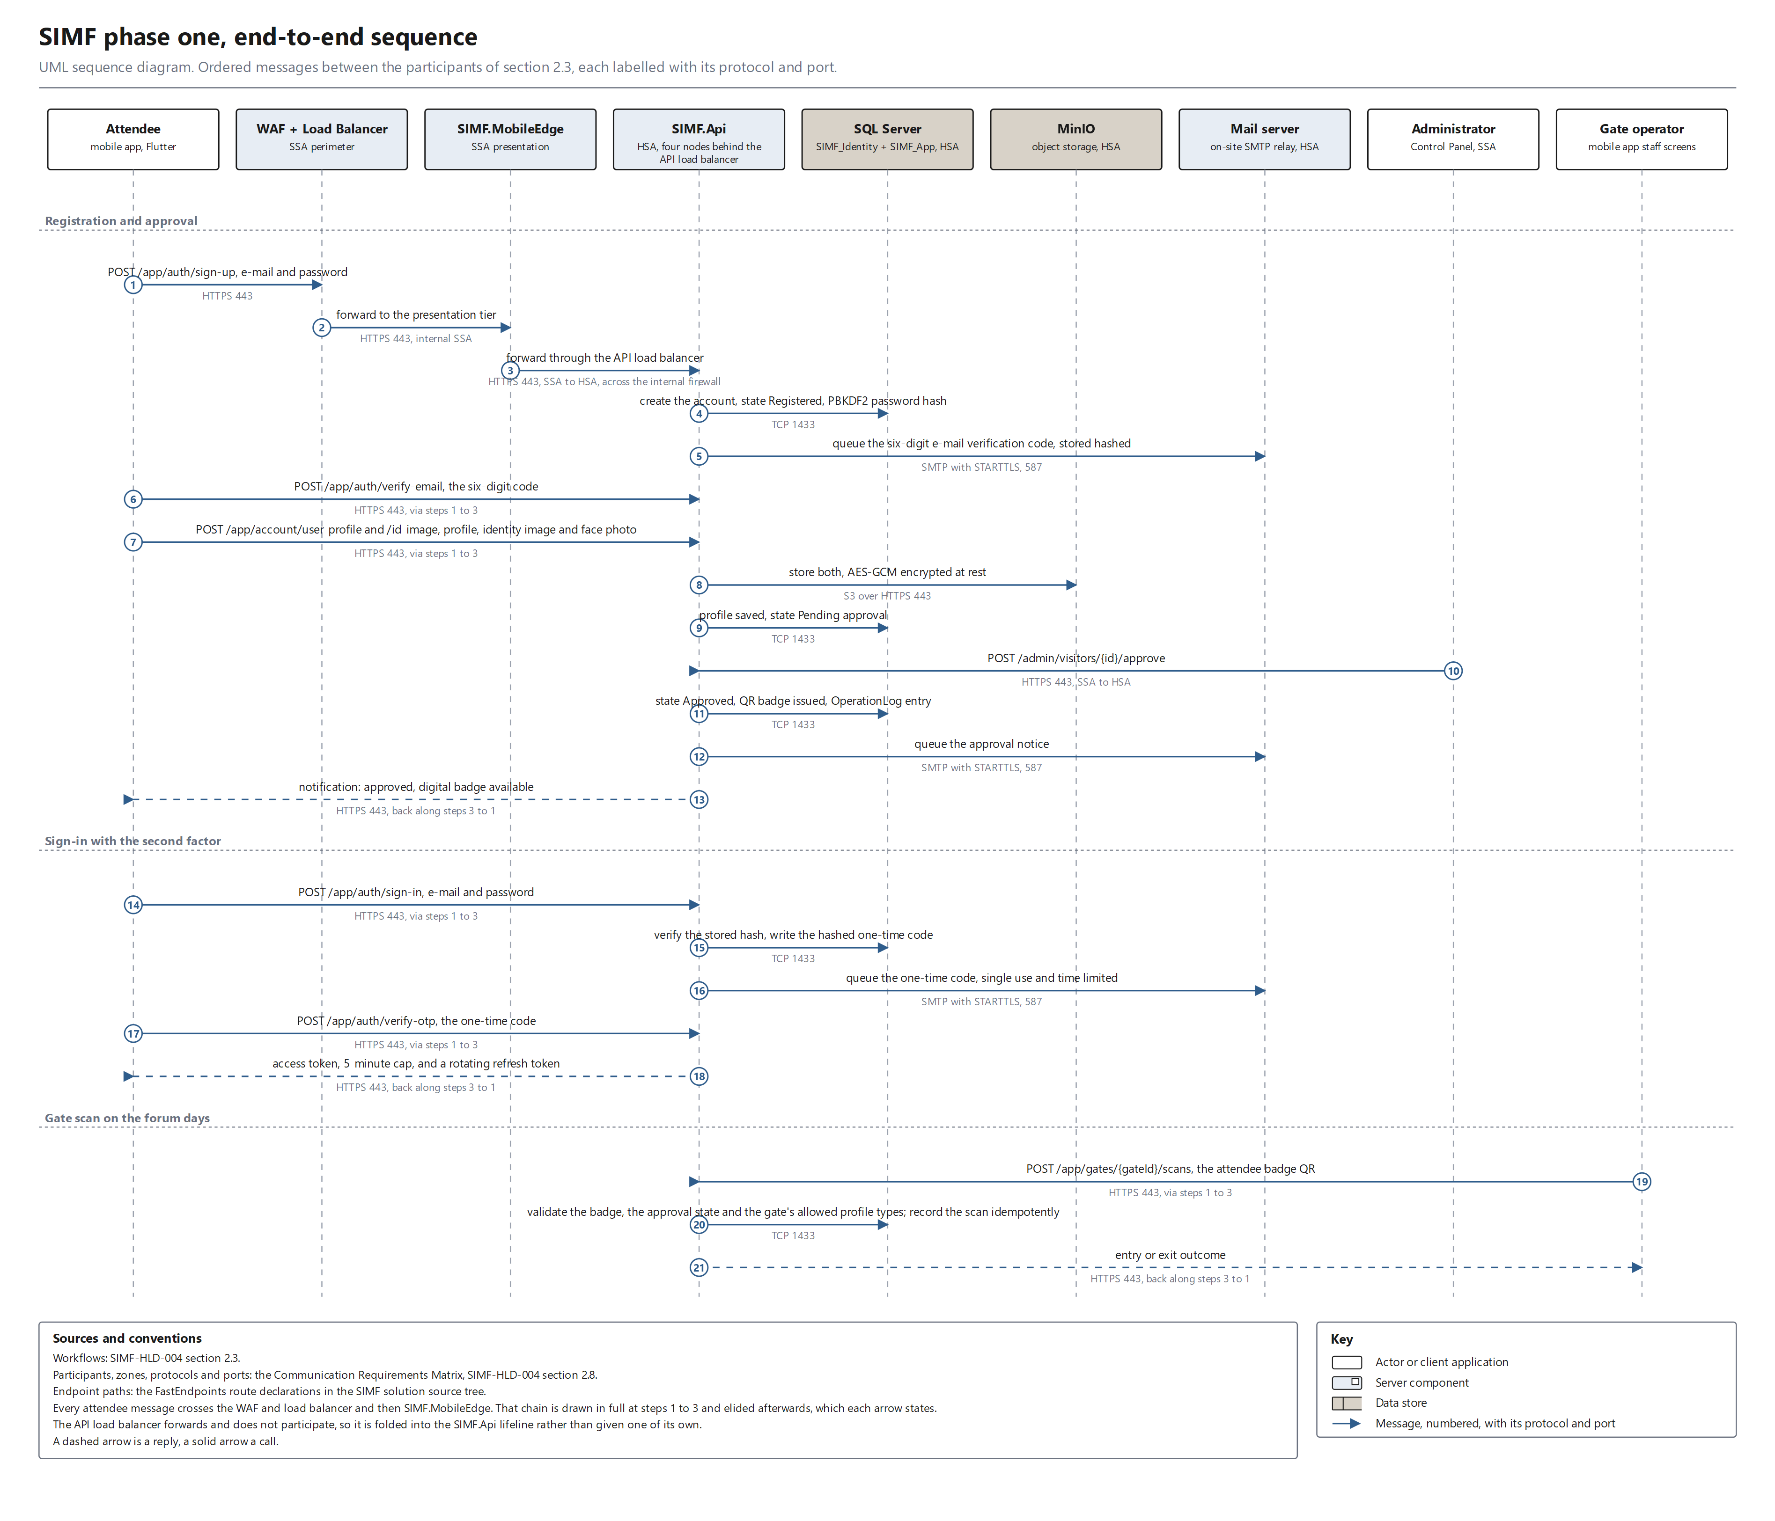 SIMF phase one, end-to-end sequence
UML sequence diagram. Ordered messages between the participants of section 2.3, each labelled with its protocol and port.
Attendee
mobile app, Flutter
WAF + Load Balancer
SSA perimeter
SIMF.MobileEdge
SSA presentation
SIMF.Api
HSA, four nodes behind the
API load balancer
SQL Server
SIMF_Identity + SIMF_App, HSA
MinIO
object storage, HSA
Mail server
on-site SMTP relay, HSA
Administrator
Control Panel, SSA
Gate operator
mobile app staff screens
Registration and approval
POST /app/auth/sign-up, e-mail and password
1
HTTPS 443
forward to the presentation tier
2
HTTPS 443, internal SSA
forward through the API load balancer
3
HTTPS 443, SSA to HSA, across the internal firewall
create the account, state Registered, PBKDF2 password hash
4
TCP 1433
queue the six-digit e-mail verification code, stored hashed
5
SMTP with STARTTLS, 587
POST /app/auth/verify email, the six digit code
6
HTTPS 443, via steps 1 to 3
POST /app/account/user profile and /id image, profile, identity image and face photo
7
HTTPS 443, via steps 1 to 3
store both, AES-GCM encrypted at rest
8
S3 over HTTPS 443
profile saved, state Pending approval
9
TCP 1433
POST /admin/visitors/{id}/approve
10
HTTPS 443, SSA to HSA
state Approved, QR badge issued, OperationLog entry
11
TCP 1433
queue the approval notice
12
SMTP with STARTTLS, 587
notification: approved, digital badge available
13
HTTPS 443, back along steps 3 to 1
Sign-in with the second factor
POST /app/auth/sign-in, e-mail and password
14
HTTPS 443, via steps 1 to 3
verify the stored hash, write the hashed one-time code
15
TCP 1433
queue the one-time code, single use and time limited
16
SMTP with STARTTLS, 587
POST /app/auth/verify-otp, the one-time code
17
HTTPS 443, via steps 1 to 3
access token, 5 minute cap, and a rotating refresh token
18
HTTPS 443, back along steps 3 to 1
Gate scan on the forum days
POST /app/gates/{gateId}/scans, the attendee badge QR
19
HTTPS 443, via steps 1 to 3
validate the badge, the approval state and the gate's allowed profile types; record the scan idempotently
20
TCP 1433
entry or exit outcome
21
HTTPS 443, back along steps 3 to 1
Sources and conventions
Workflows: SIMF-HLD-004 section 2.3.
Participants, zones, protocols and ports: the Communication Requirements Matrix, SIMF-HLD-004 section 2.8.
Endpoint paths: the FastEndpoints route declarations in the SIMF solution source tree.
Every attendee message crosses the WAF and load balancer and then SIMF.MobileEdge. That chain is drawn in full at steps 1 to 3 and elided afterwards, which each arrow states.
The API load balancer forwards and does not participate, so it is folded into the SIMF.Api lifeline rather than given one of its own.
A dashed arrow is a reply, a solid arrow a call.
Key
Actor or client application
Server component
Data store
Message, numbered, with its protocol and port